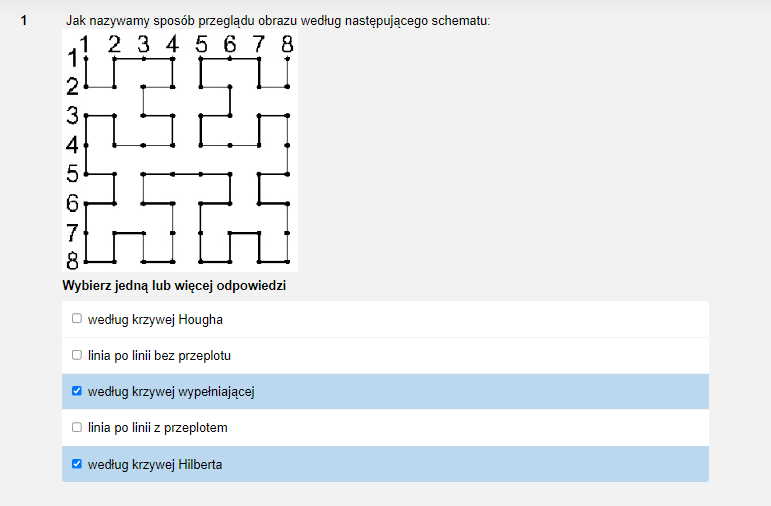 1 Jak nazywamy sposób przeglądu obrazu według następującego schematu:
1 2 3 4 5 6 7 8
1
2
3
4
5
6
7
8
Wybierz jedną lub więcej odpowiedzi
według krzywej Hougha
linia po linii bez przeplotu
według krzywej wypełniającej
linia po linii z przeplotem
według krzywej Hilberta